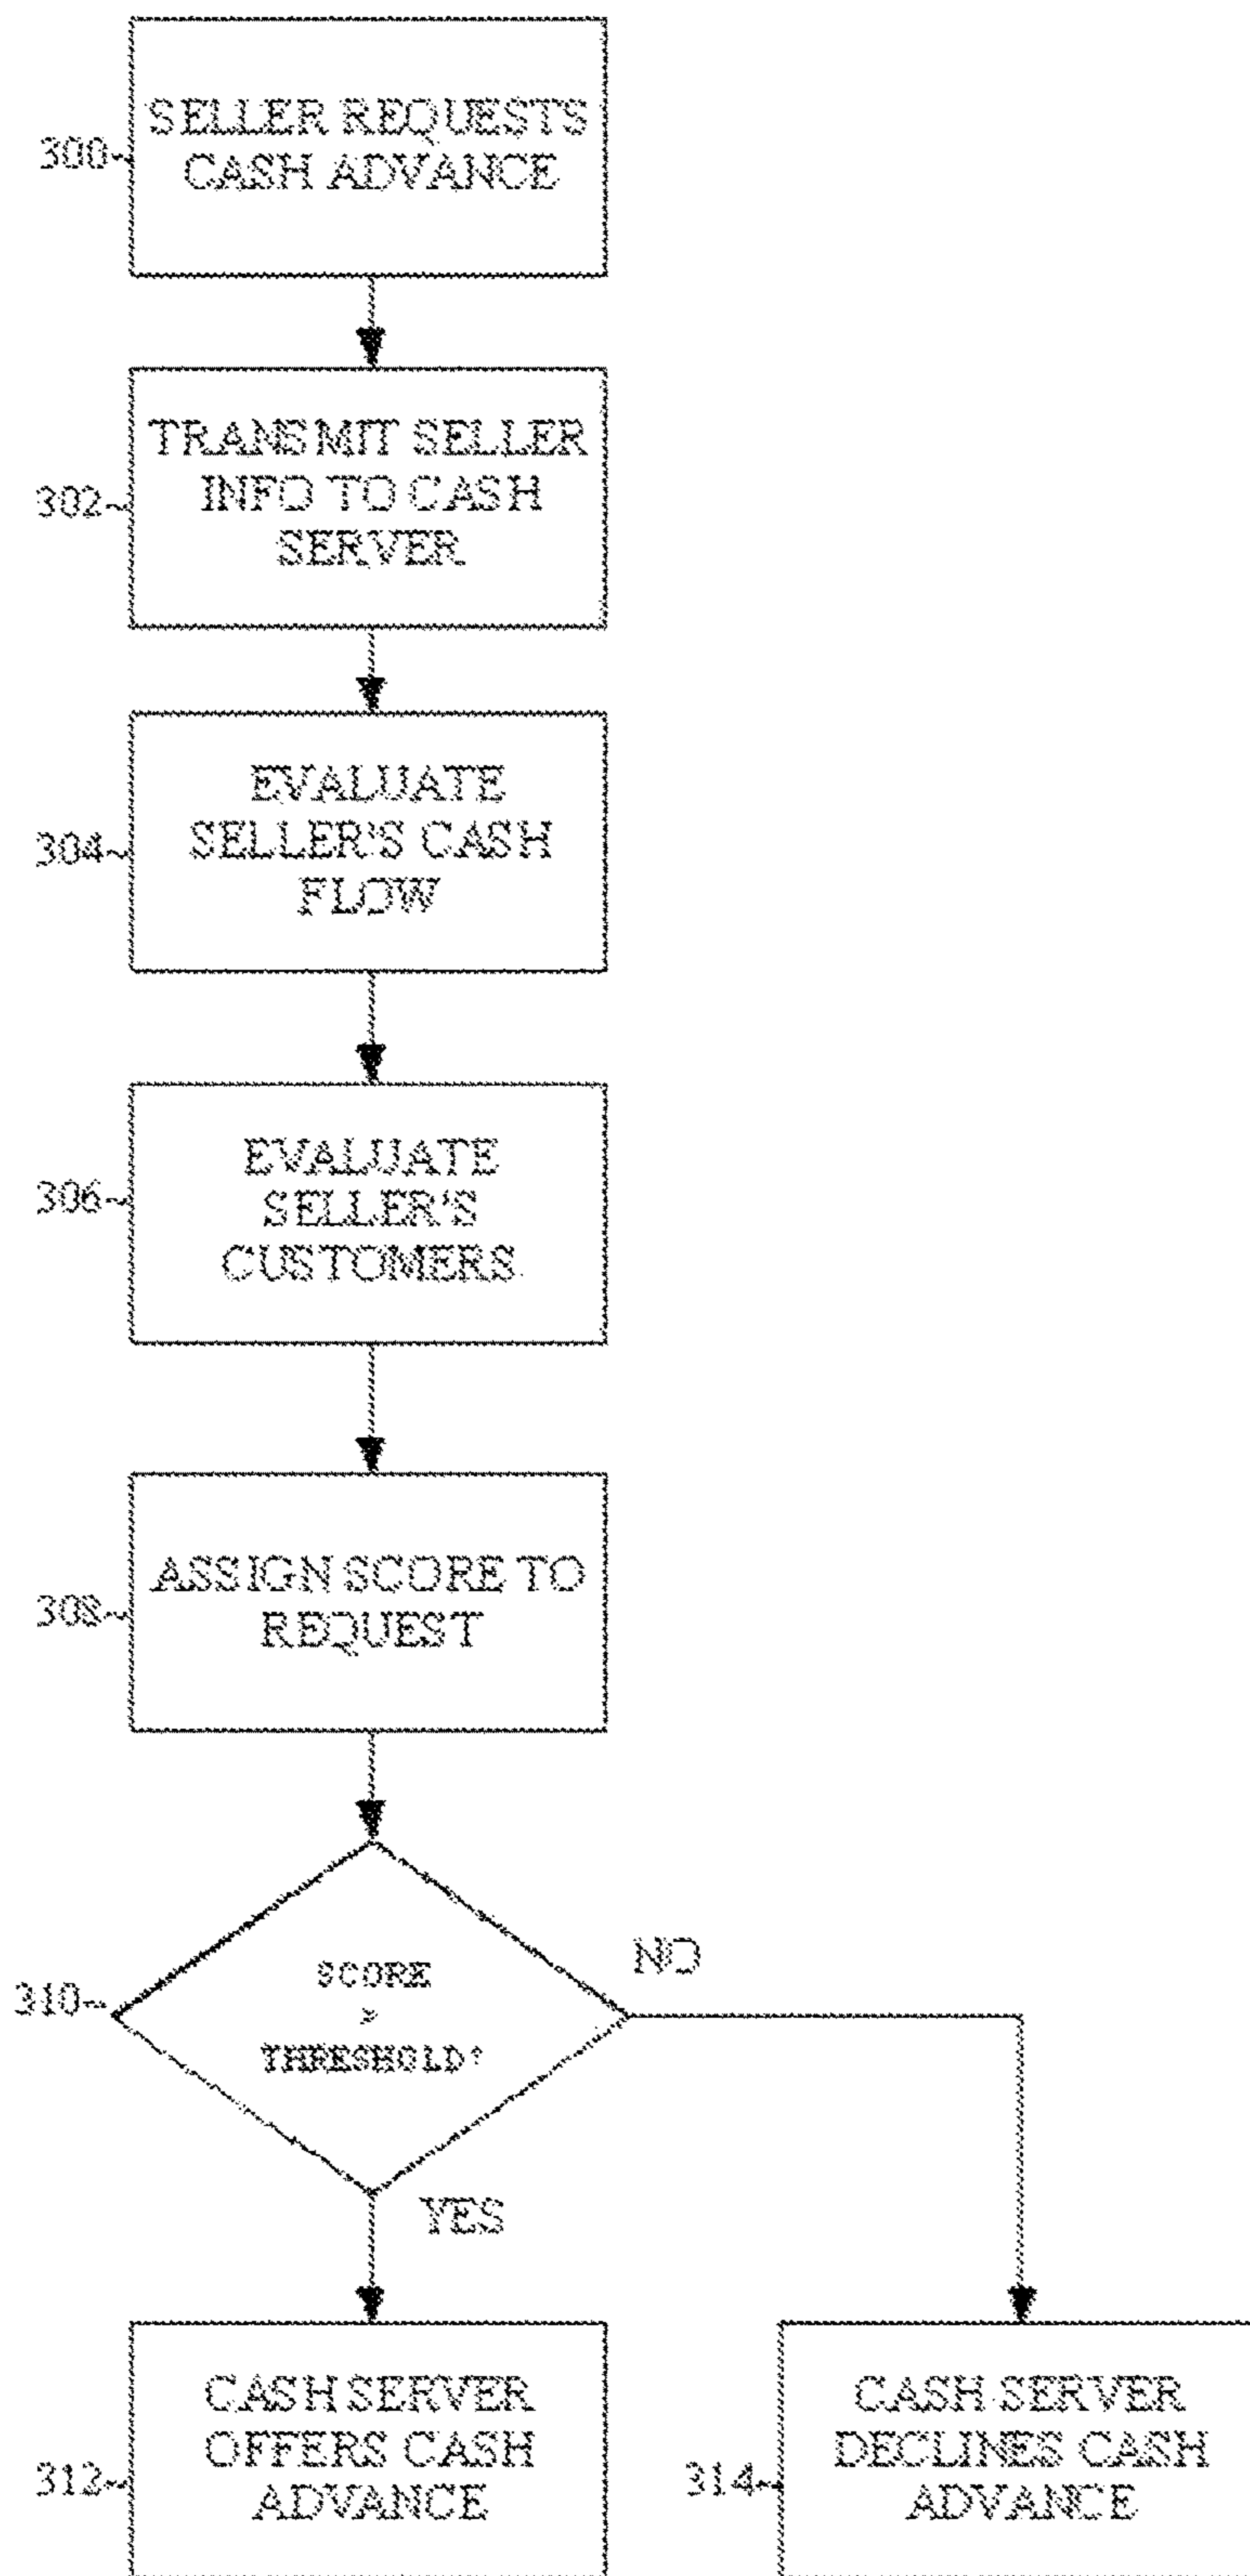 SELLER REQUESTS
CASH ADVANCE
300
TRANSMIT SELLER
INFO TO CASH
SERVER
302
EVALUATE
SELLER'S CASH
FLOW
304
EVALUATE
SELLER'S
CUSTOMERS
306
ASSIGN SCORE TO
REQUEST
308
SCORE
>
THRESHOLD?
310
NO
YES
CASH SERVER
OFFERS CASH
ADVANCE
312
CASH SERVER
DECLINES CASH
ADVANCE
314